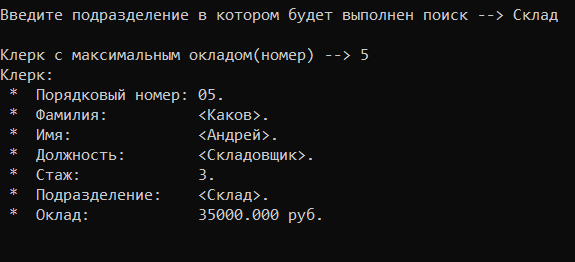 Введите подразделение в котором будет выполнен поиск --> Склад
Клерк с максимальным окладом(номер) --> 5
Клерк:
* Порядковый номер: 05.
* Фамилия: <Каков>.
* Имя: <Андрей>.
* Должность: <Складовщик>.
* Стаж: 3.
* Подразделение: <Склад>.
* Оклад: 35000.000 руб.